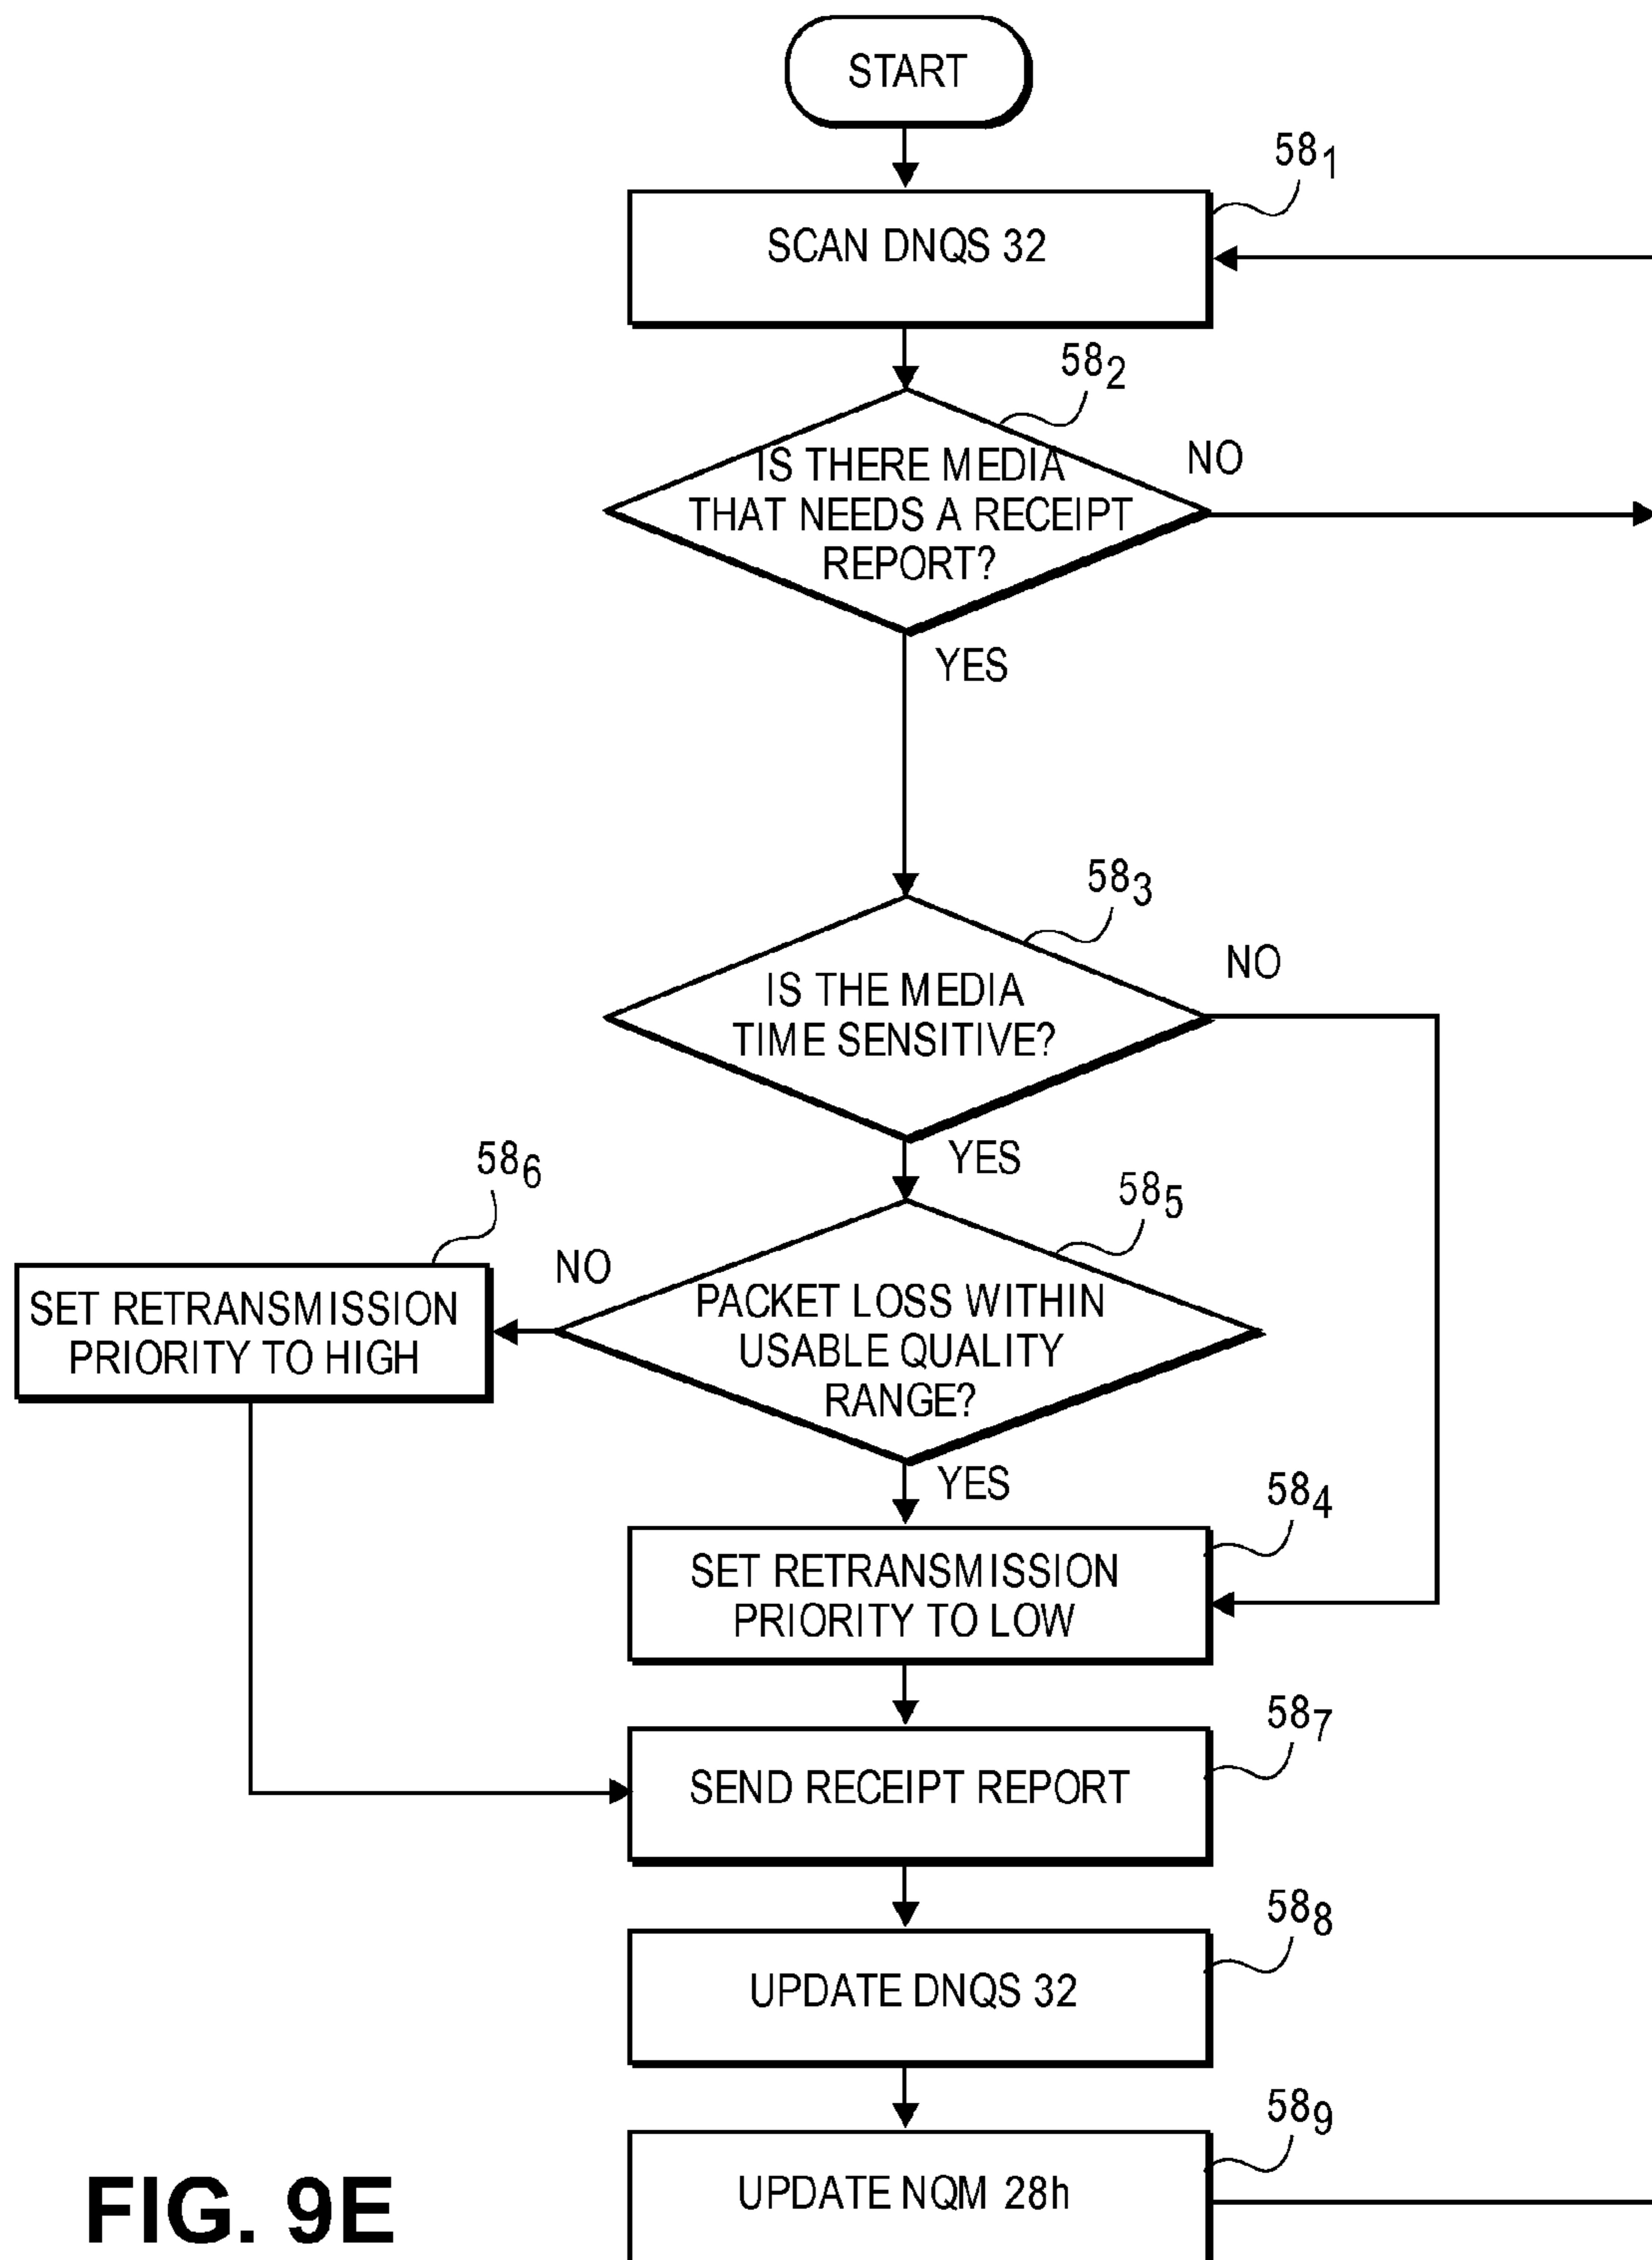 START
58₁
SCAN DNQS 32
58₂
IS THERE MEDIA
THAT NEEDS A RECEIPT
REPORT?
NO
YES
58₃
IS THE MEDIA
TIME SENSITIVE?
NO
YES
58₆
SET RETRANSMISSION
PRIORITY TO HIGH
NO
58₅
PACKET LOSS WITHIN
USABLE QUALITY
RANGE?
YES
58₄
SET RETRANSMISSION
PRIORITY TO LOW
58₇
SEND RECEIPT REPORT
58₈
UPDATE DNQS 32
58₉
UPDATE NQM 28h
FIG. 9E